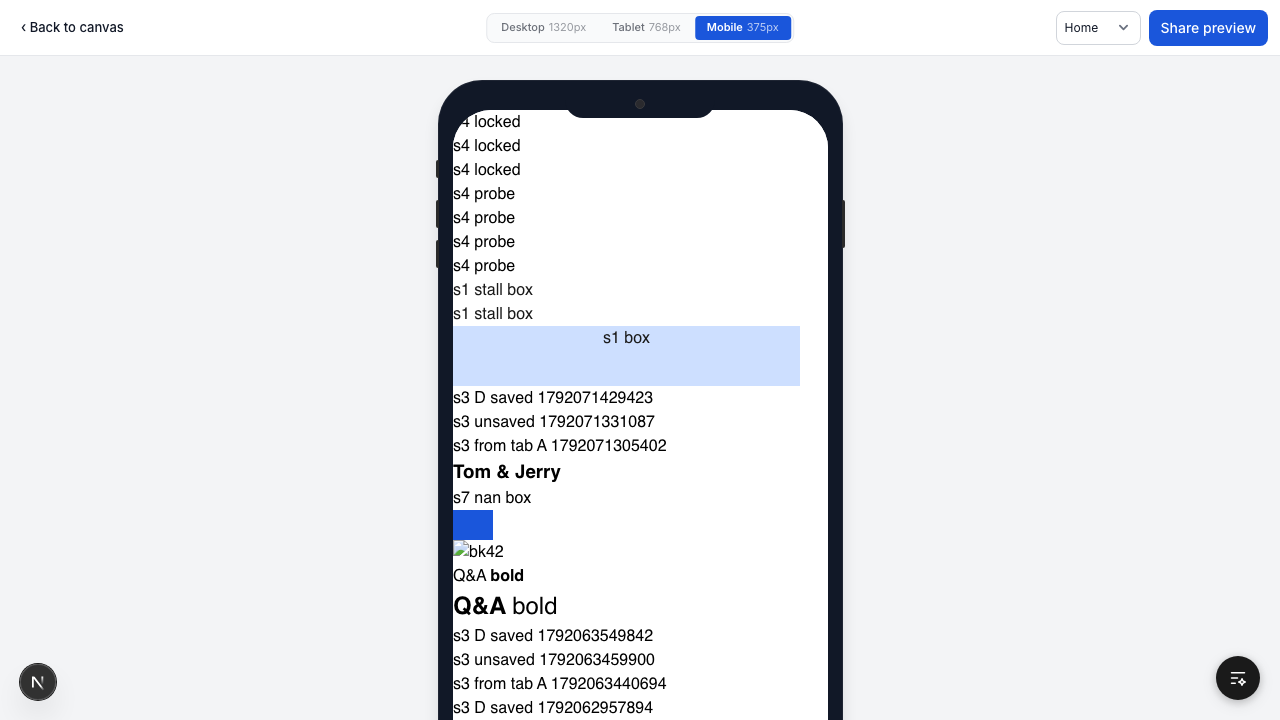 ‹ Back to canvas
Desktop 1320px
Tablet 768px
Mobile 375px
Home
Share preview
s4 locked
s4 locked
s4 locked
s4 probe
s4 probe
s4 probe
s4 probe
s1 stall box
s1 stall box
s1 box
s3 D saved 1792071429423
s3 unsaved 1792071331087
s3 from tab A 1792071305402
Tom & Jerry
s7 nan box
bk42
Q&A bold
Q&A bold
s3 D saved 1792063549842
s3 unsaved 1792063459900
s3 from tab A 1792063440694
s3 D saved 1792062957894
N